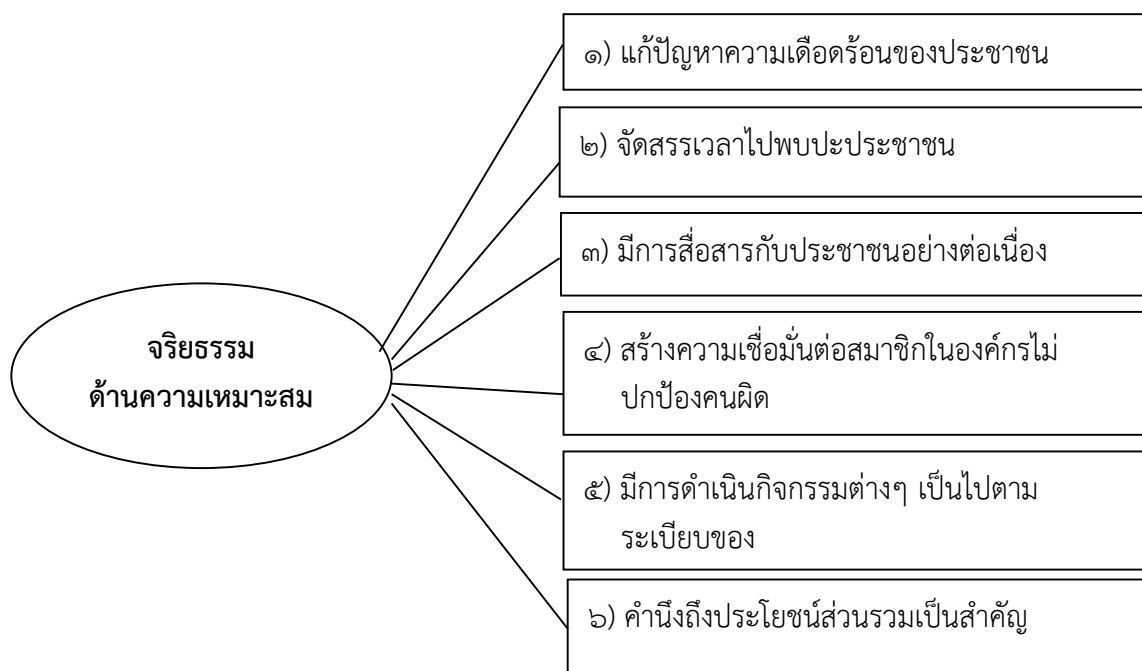 ๑) แก้ปัญหาความเดือดร้อนของประชาชน
๒) จัดสรรเวลาไปพบปะประชาชน
๓) มีการสื่อสารกับประชาชนอย่างต่อเนื่อง
จริยธรรม
ด้านความเหมาะสม
๔) สร้างความเชื่อมั่นต่อสมาชิกในองค์กรไม่
ปกป้องคนผิด
๕) มีการดำเนินกิจกรรมต่างๆ เป็นไปตาม
ระเบียบของ
๖) คำนึงถึงประโยชน์ส่วนรวมเป็นสำคัญ